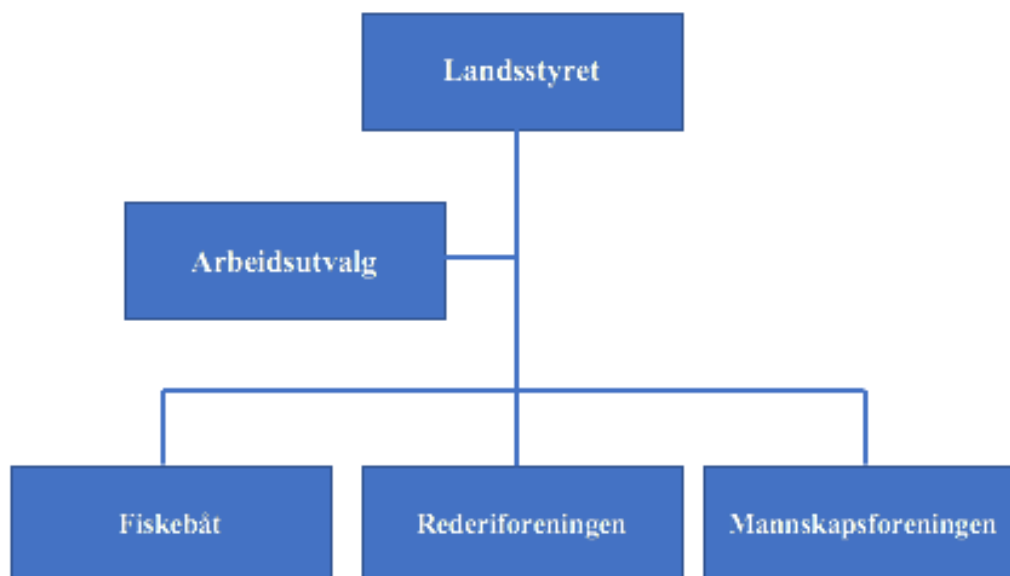 Landsstyret
Arbeidsutvalg
Fiskebåt
Rederiforeningen
Mannskapsforeningen